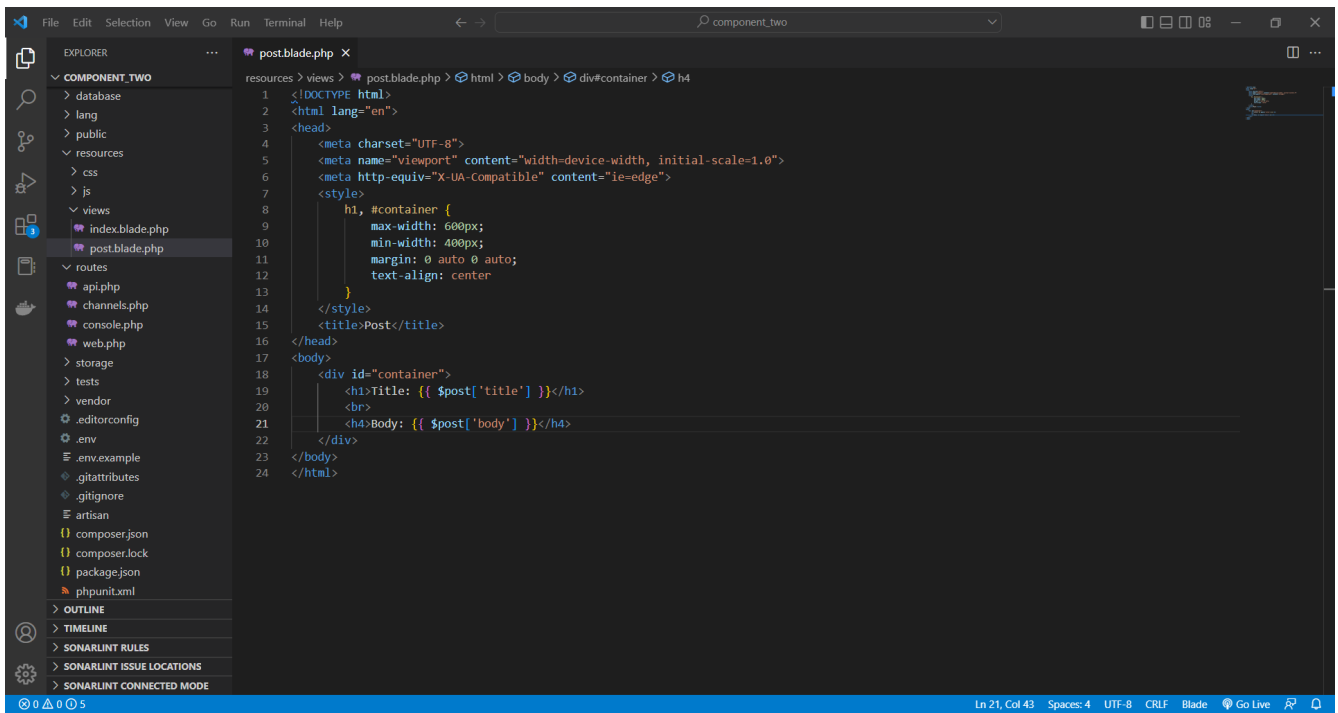 File Edit Selection View Go Run Terminal Help
component_two
EXPLORER
COMPONENT_TWO
database
lang
public
resources
css
js
views
index.blade.php
post.blade.php
routes
api.php
channels.php
console.php
web.php
storage
tests
vendor
.editorconfig
.env
.env.example
.gitattributes
.gitignore
artisan
composer.json
composer.lock
package.json
phpunit.xml
OUTLINE
TIMELINE
SONARLINT RULES
SONARLINT ISSUE LOCATIONS
SONARLINT CONNECTED MODE
3
post.blade.php
resources > views > post.blade.php > html > body > div#container > h4
1 <!DOCTYPE html>
2 <html lang="en">
3 <head>
4 <meta charset="UTF-8">
5 <meta name="viewport" content="width=device-width, initial-scale=1.0">
6 <meta http-equiv="X-UA-Compatible" content="ie=edge">
7 <style>
8 h1, #container {
9 max-width: 600px;
10 min-width: 400px;
11 margin: 0 auto 0 auto;
12 text-align: center
13 }
14 </style>
15 <title>Post</title>
16 </head>
17 <body>
18 <div id="container">
19 <h1>Title: {{ $post['title'] }}</h1>
20 <br>
21 <h4>Body: {{ $post['body'] }}</h4>
22 </div>
23 </body>
24 </html>
0 0 5
Ln 21, Col 43 Spaces: 4 UTF-8 CRLF Blade Go Live